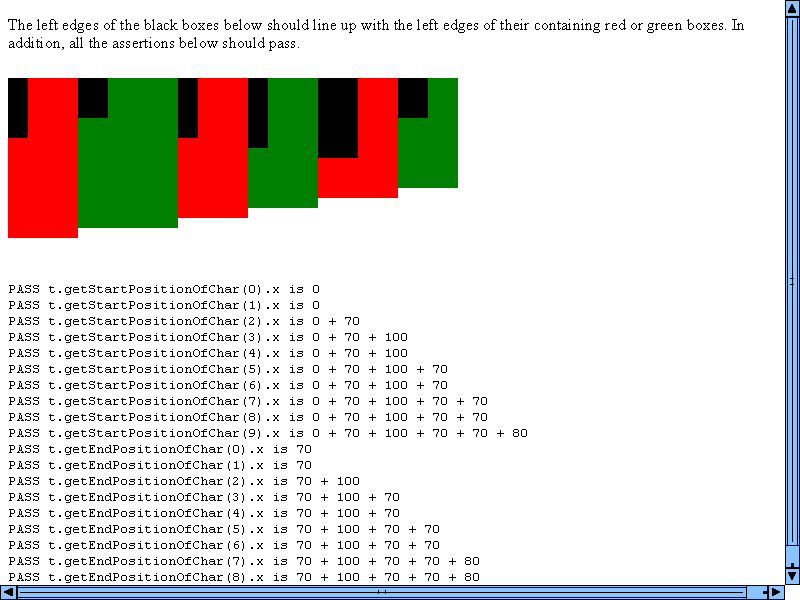 The left edges of the black boxes below should line up with the left edges of their containing red or green boxes. In
addition, all the assertions below should pass.
PASS t.getStartPositionOfChar(0).x is 0
PASS t.getStartPositionOfChar(1).x is 0
PASS t.getStartPositionOfChar(2).x is 0 + 70
PASS t.getStartPositionOfChar(3).x is 0 + 70 + 100
PASS t.getStartPositionOfChar(4).x is 0 + 70 + 100
PASS t.getStartPositionOfChar(5).x is 0 + 70 + 100 + 70
PASS t.getStartPositionOfChar(6).x is 0 + 70 + 100 + 70
PASS t.getStartPositionOfChar(7).x is 0 + 70 + 100 + 70 + 70
PASS t.getStartPositionOfChar(8).x is 0 + 70 + 100 + 70 + 70
PASS t.getStartPositionOfChar(9).x is 0 + 70 + 100 + 70 + 70 + 80
PASS t.getEndPositionOfChar(0).x is 70
PASS t.getEndPositionOfChar(1).x is 70
PASS t.getEndPositionOfChar(2).x is 70 + 100
PASS t.getEndPositionOfChar(3).x is 70 + 100 + 70
PASS t.getEndPositionOfChar(4).x is 70 + 100 + 70
PASS t.getEndPositionOfChar(5).x is 70 + 100 + 70 + 70
PASS t.getEndPositionOfChar(6).x is 70 + 100 + 70 + 70
PASS t.getEndPositionOfChar(7).x is 70 + 100 + 70 + 70 + 80
PASS t.getEndPositionOfChar(8).x is 70 + 100 + 70 + 70 + 80